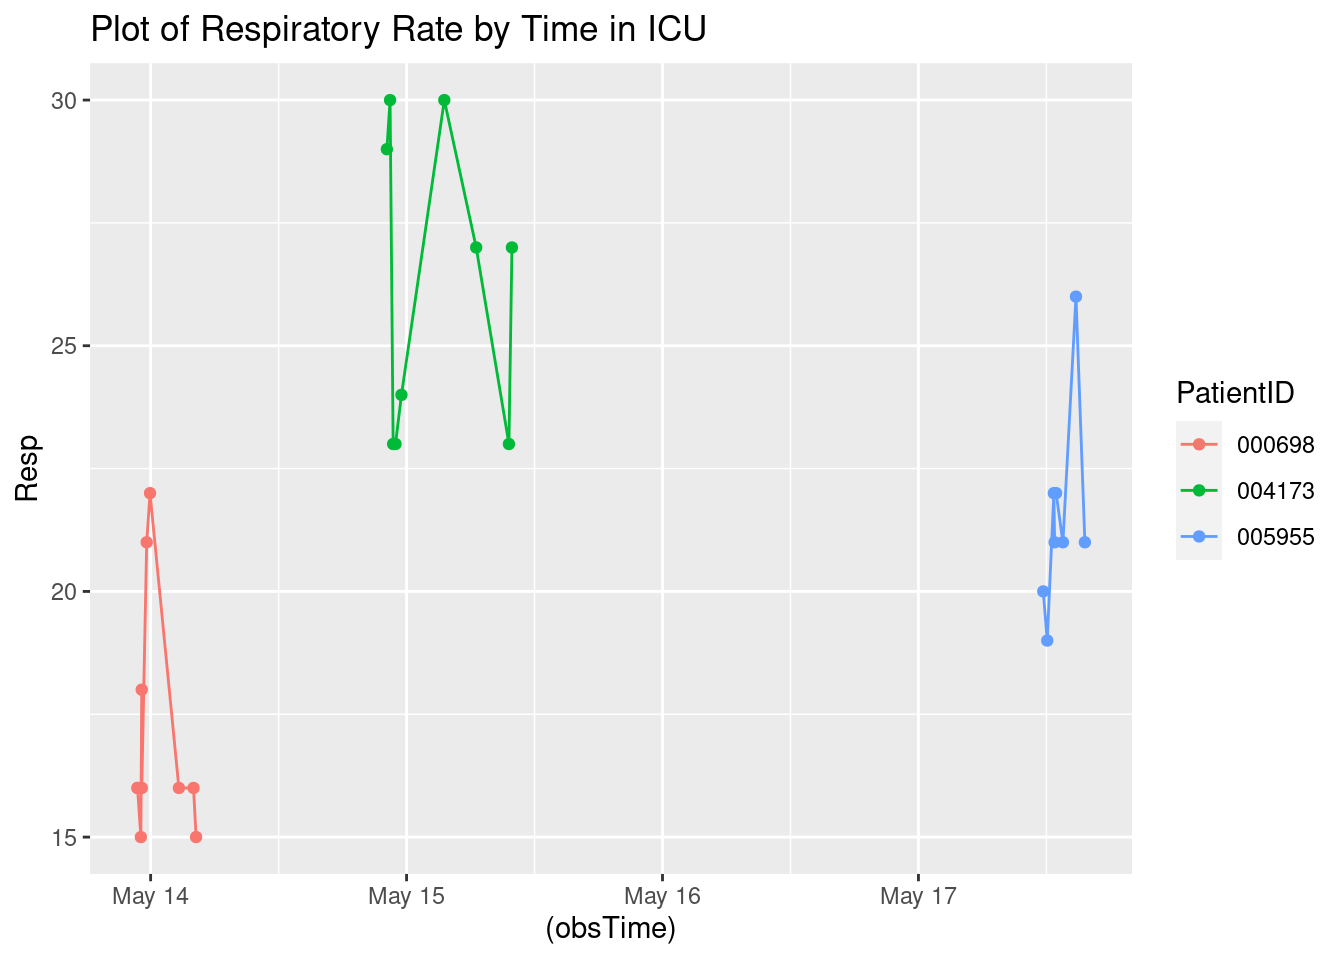 Plot of Respiratory Rate by Time in ICU
30
25
20
15
Resp
May 14
May 15
May 16
May 17
(obsTime)
PatientID
000698
004173
005955